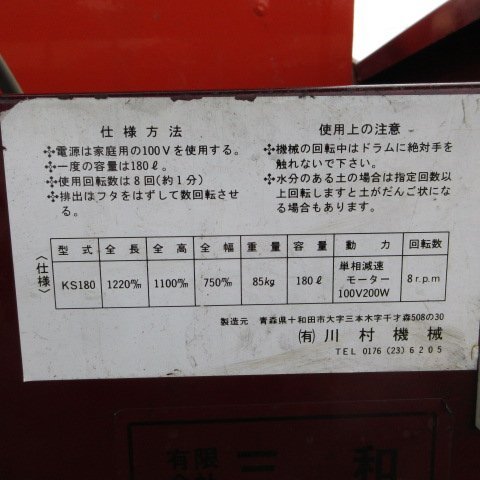 仕様方法
✣電源は家庭用の100Vを使用する。
✣一度の容量は180ℓ。
✣使用回転数は8回(約1分)
✣排出はフタをはずして数回転させる。
使用上の注意
✣機械の回転中はドラムに絶対手を
触れないで下さい。
✣水分のある土の場合は指定回数以
上回転しますと土がだんご状にな
る場合もあります。
〈仕様〉
型式 全長 全高 全幅 重量 容量 動力 回転数
KS180 1220㎜ 1100㎜ 750㎜ 85kg 180ℓ 単相減速モーター100V200W 8r.p.m
製造元 青森県十和田市大字三本木字千才森508の30
㈲川村機械
TEL 0176 (23) 6205
有限
三和